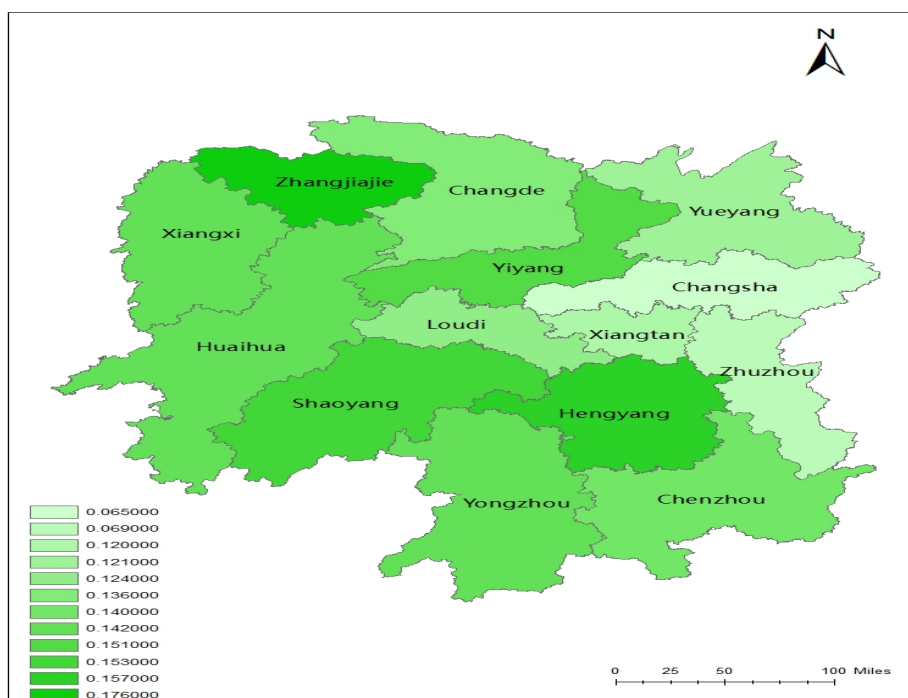 N
Zhangjiajie
Changde
Yueyang
Xiangxi
Yiyang
Changsha
Loudi
Xiangtan
Huaihua
Zhuzhou
Shaoyang
Hengyang
Yongzhou
Chenzhou
0.065000
0.069000
0.120000
0.121000
0.124000
0.136000
0.140000
0.142000
0.151000
0.153000
0.157000
0.176000
0 25 50 100 Miles